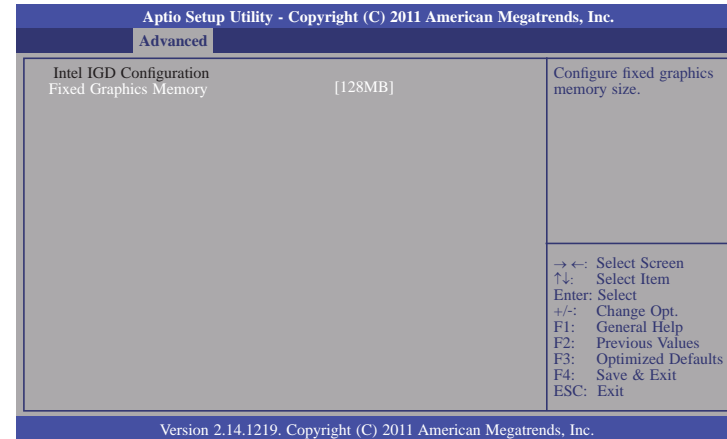 Aptio Setup Utility - Copyright (C) 2011 American Megatrends, Inc.
Advanced
Intel IGD Configuration
Fixed Graphics Memory [128MB]
Configure fixed graphics
memory size.
→ ←: Select Screen
↑↓: Select Item
Enter: Select
+/-: Change Opt.
F1: General Help
F2: Previous Values
F3: Optimized Defaults
F4: Save & Exit
ESC: Exit
Version 2.14.1219. Copyright (C) 2011 American Megatrends, Inc.